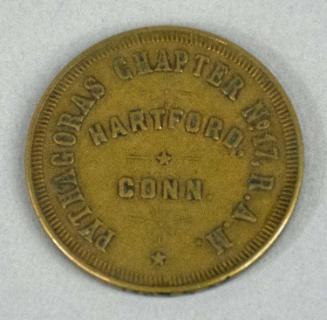 PYTHAGORAS CHAPTER No. 17, R.A.M.
HARTFORD,
CONN.